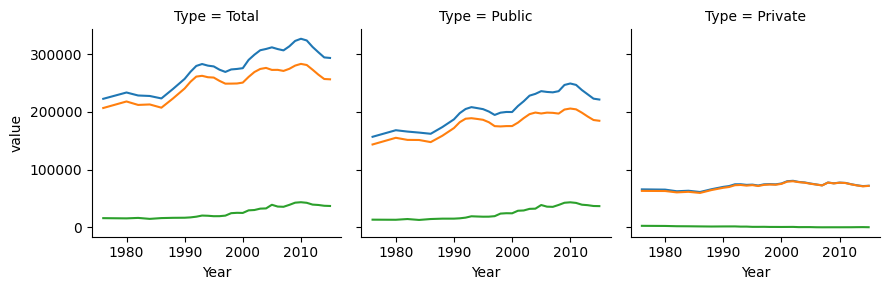 Type = Total
Type = Public
Type = Private
value
300000
200000
100000
0
1980 1990 2000 2010
1980 1990 2000 2010
1980 1990 2000 2010
Year
Year
Year